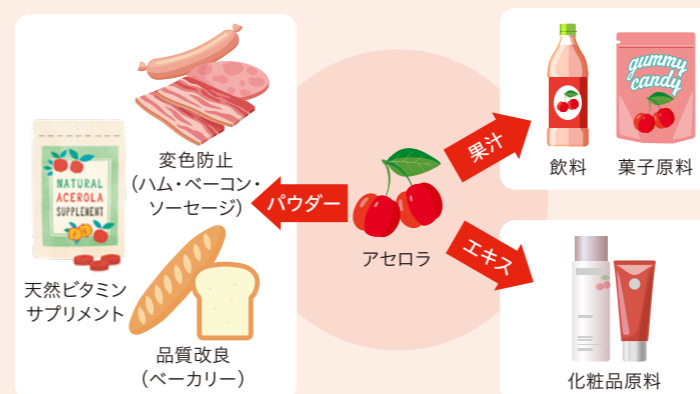 変色防止
（ハム・ベーコン・
ソーセージ）
NATURAL
ACEROLA
SUPPLEMENT
天然ビタミン
サプリメント
品質改良
（ベーカリー）
パウダー
アセロラ
果汁
エキス
gummy
candy
飲料
菓子原料
化粧品原料